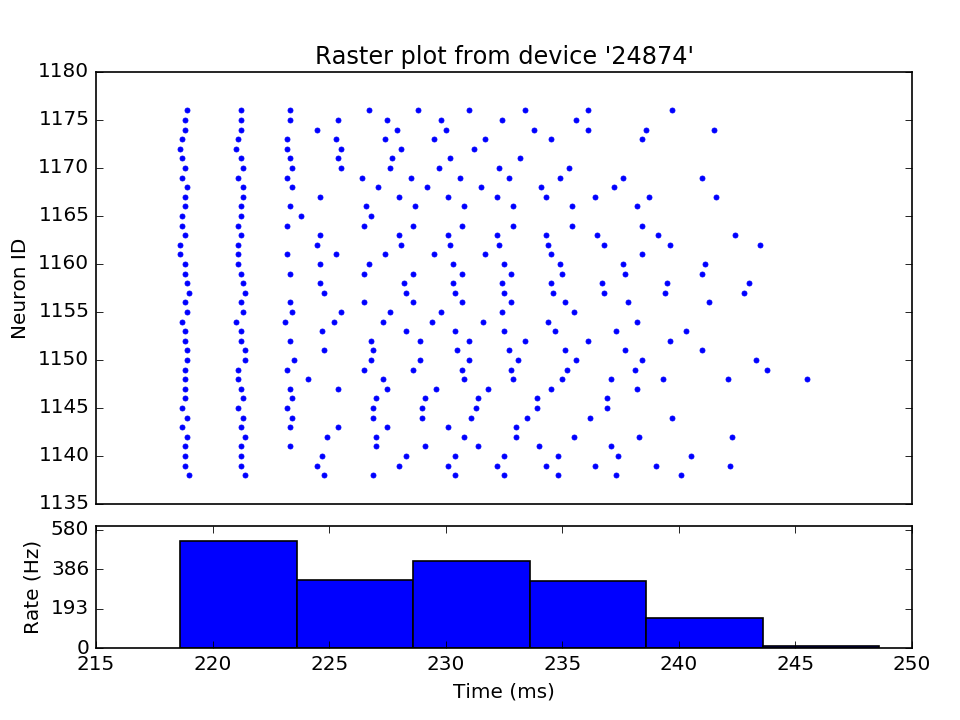 Raster plot from device '24874'
Neuron ID
1180
1175
1170
1165
1160
1155
1150
1145
1140
1135
Rate (Hz)
580
386
193
0
215 220 225 230 235 240 245 250
Time (ms)